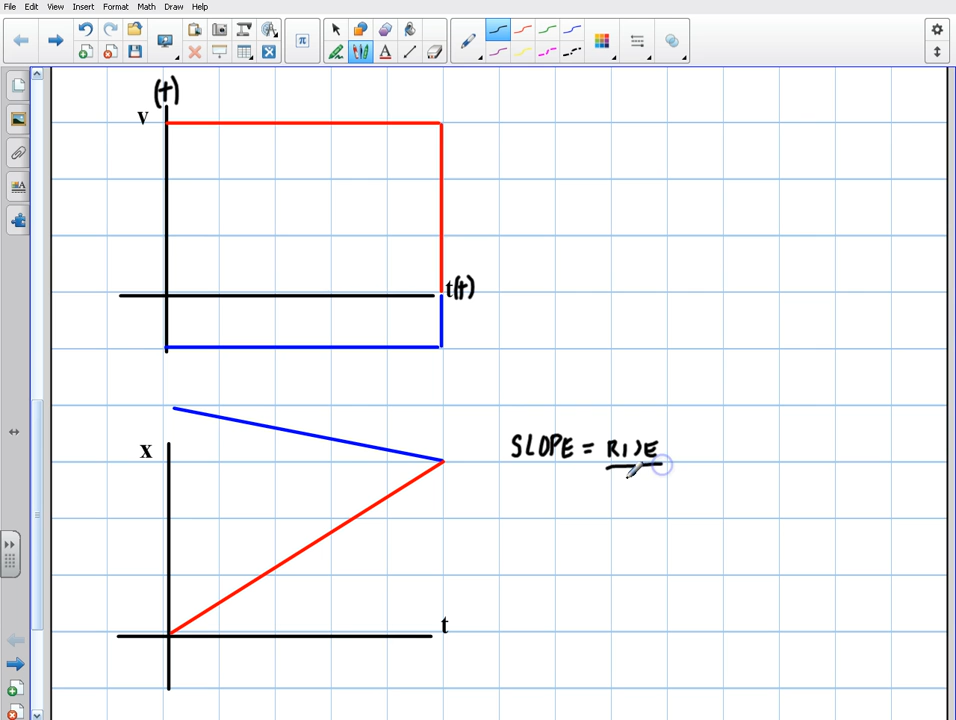 File Edit View Insert Format Math Draw Help
π
A
A
(+)
v
t(+)
x
SLOPE = RISE
t